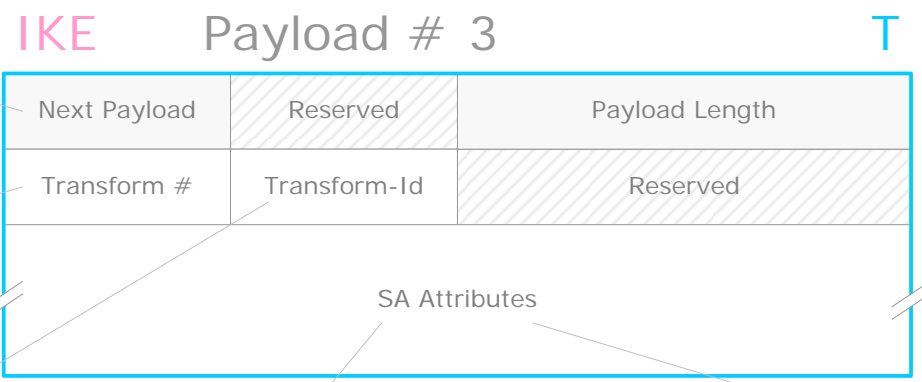 IKE Payload # 3 T
Next Payload Reserved Payload Length
Transform # Transform-Id Reserved
SA Attributes